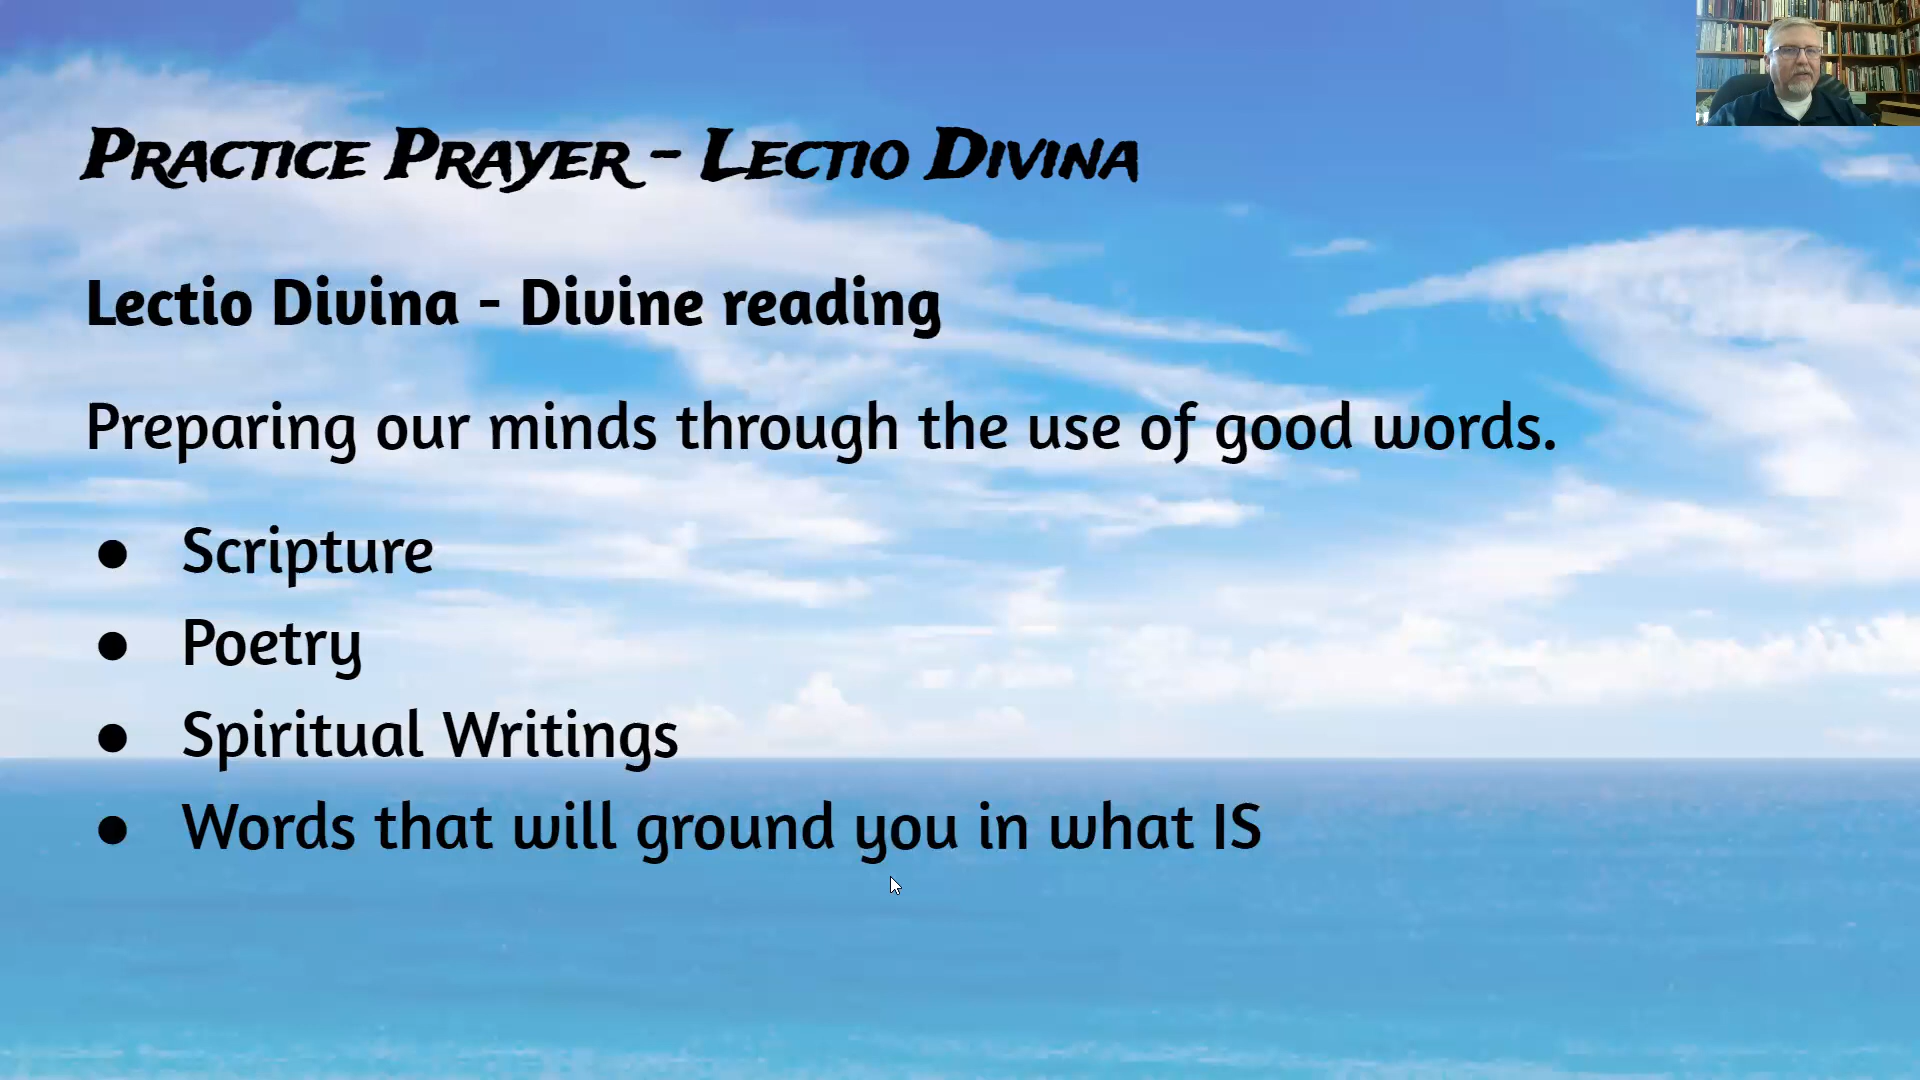 Practice Prayer - Lectio Divina
Lectio Divina - Divine reading
Preparing our minds through the use of good words.
● Scripture
● Poetry
● Spiritual Writings
● Words that will ground you in what IS